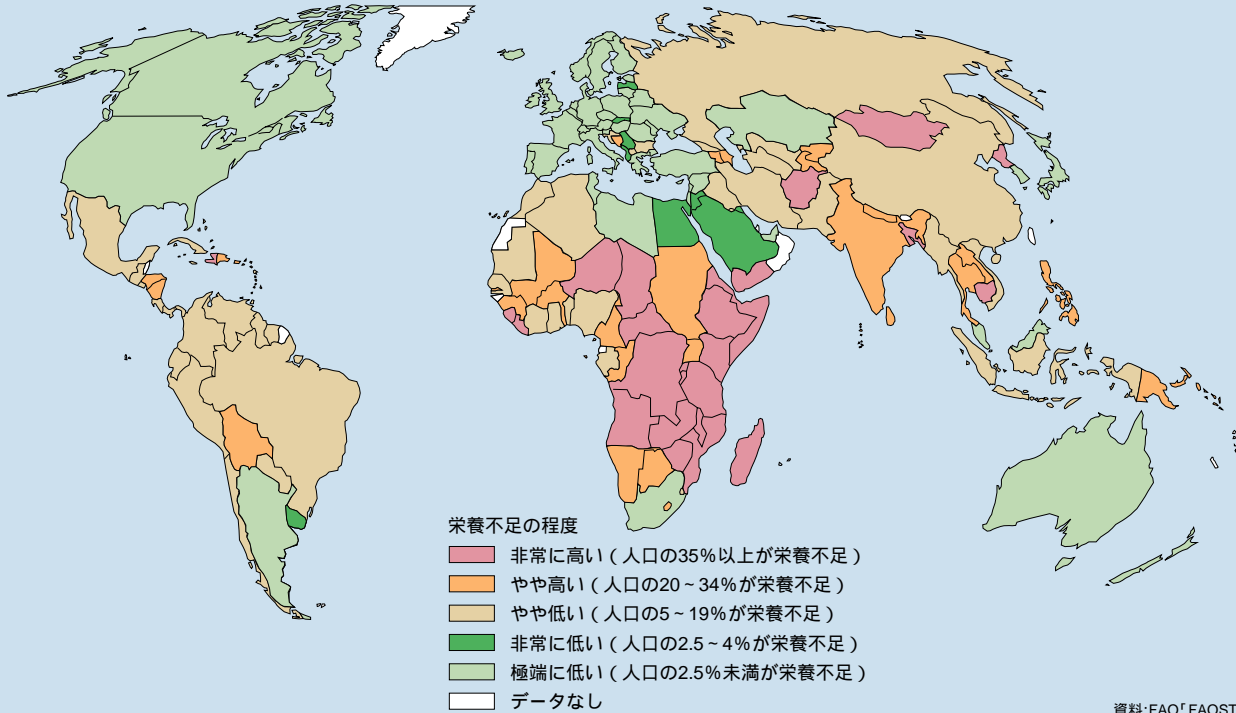 栄養不足の程度
非常に高い（人口の35％以上が栄養不足）
やや高い（人口の20～34％が栄養不足）
やや低い（人口の5～19％が栄養不足）
非常に低い（人口の2.5～4％が栄養不足）
極端に低い（人口の2.5％未満が栄養不足）
データなし
資料:FAO「FAOST